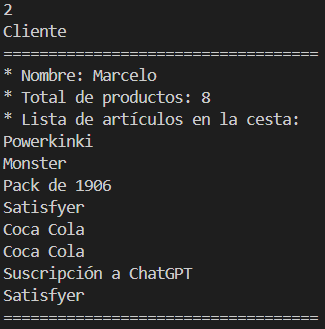 2
Cliente
===================================
* Nombre: Marcelo
* Total de productos: 8
* Lista de artículos en la cesta:
Powerkinki
Monster
Pack de 1906
Satisfyer
Coca Cola
Coca Cola
Suscripción a ChatGPT
Satisfyer
===================================